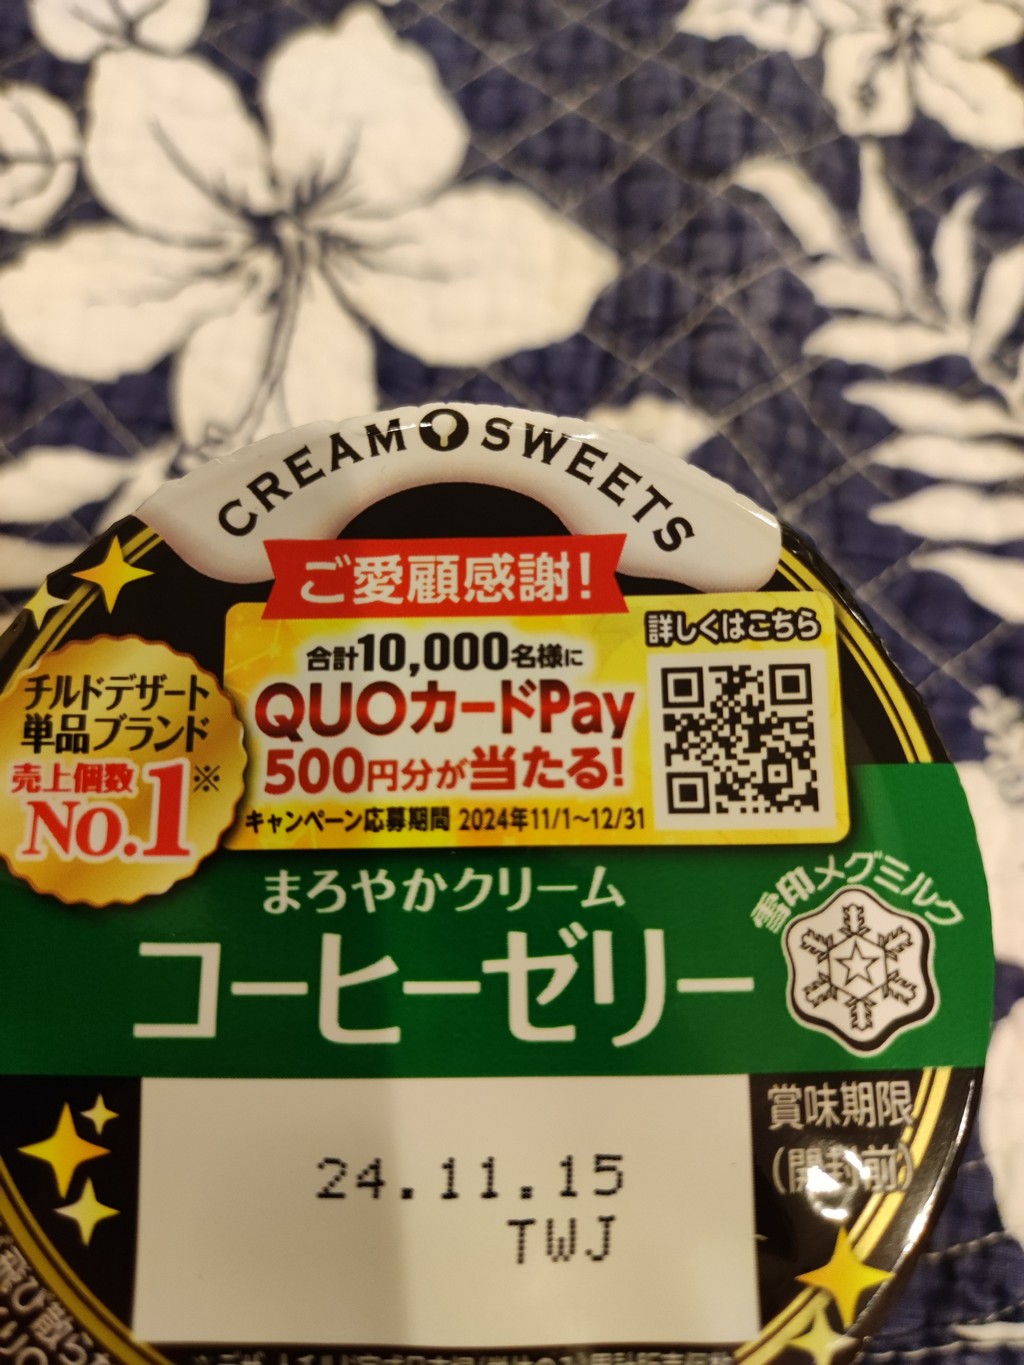 CREAM SWEETS
ご愛顧感謝!
合計10,000名様に
QUOカードPay
500円分が当たる!
キャンペーン応募期間 2024年11/1~12/31
詳しくはこちら
チルドデザート
単品ブランド
売上個数
No.1※
まろやかクリーム
コーヒーゼリー
雪印メグミルク
賞味期限
(開封前)
24.11.15
TWJ
飛び散